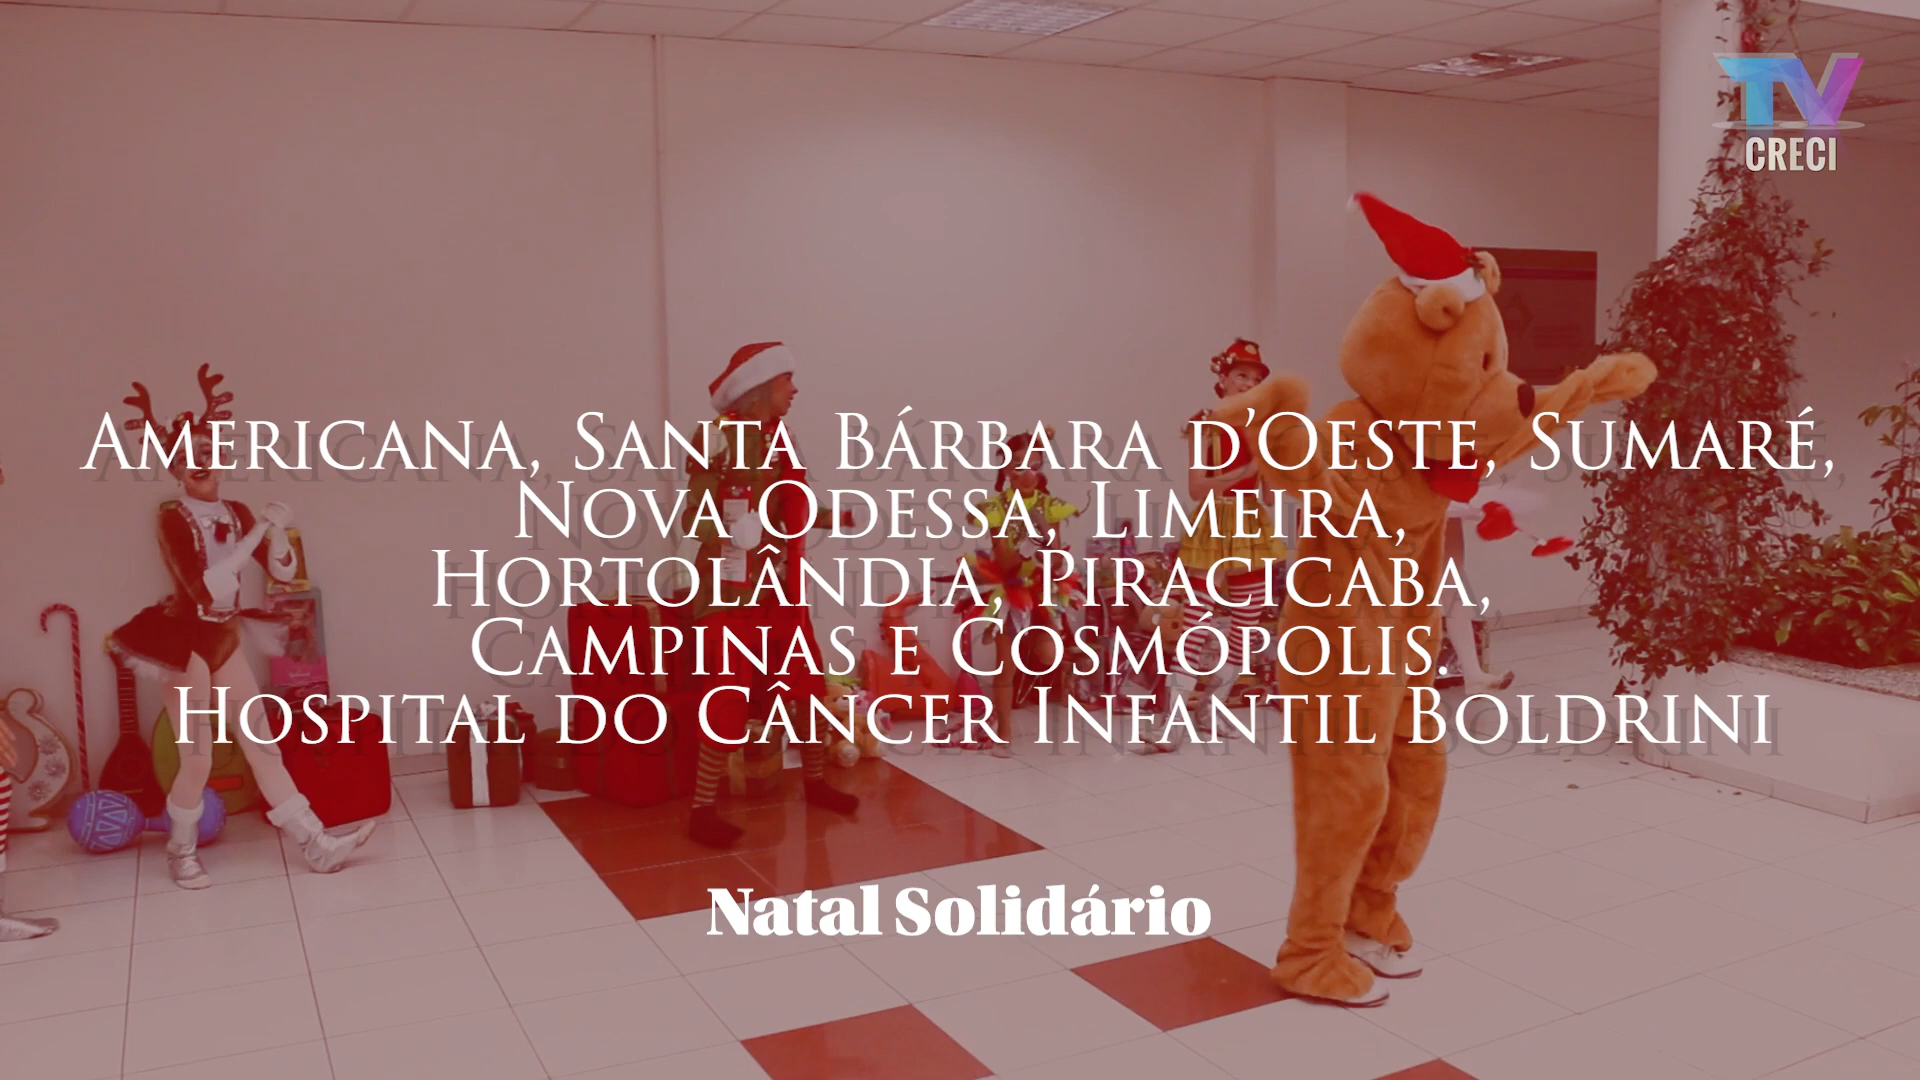 TV
CRECI
Americana, Santa Bárbara d’Oeste, Sumaré,
Nova Odessa, Limeira,
Hortolândia, Piracicaba,
Campinas e Cosmópolis.
Hospital do Câncer Infantil Boldrini
Natal Solidário